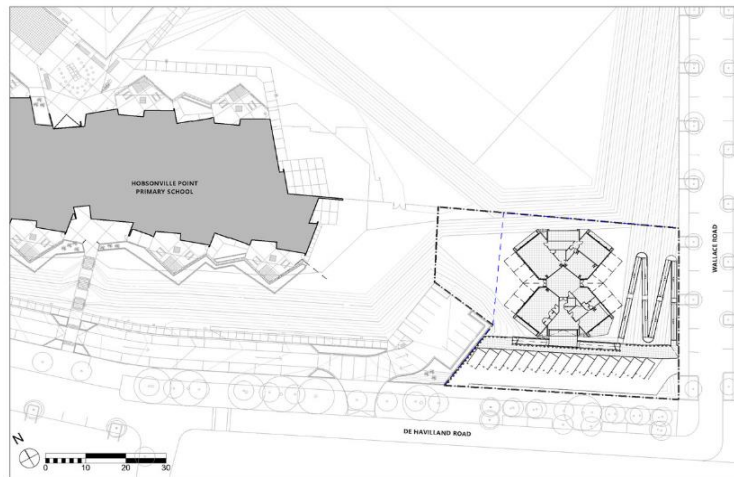 HOBSONVILLE POINT
PRIMARY SCHOOL
WALLACE ROAD
DE HAVILLAND ROAD
N
0 10 20 30